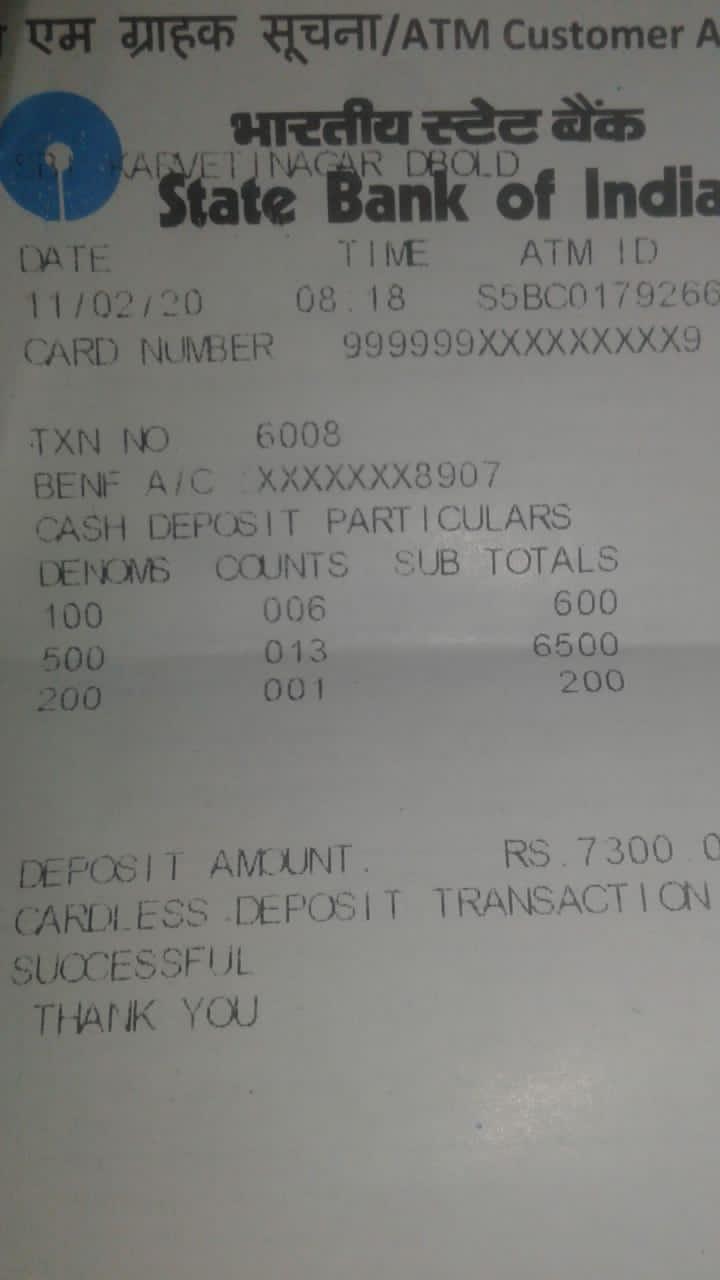 एम ग्राहक सूचना/ATM Customer A
भारतीय स्टेट बैंक
SBI KARVETINAGAR DBOLD
State Bank of India
DATE TIME ATM ID
11/02/20 08:18 S5BC0179266
CARD NUMBER 999999XXXXXXXXX9
TXN NO 6008
BENF A/C :XXXXXXX8907
CASH DEPOSIT PARTICULARS
DENOMS COUNTS SUB TOTALS
100 006 600
500 013 6500
200 001 200
DEPOSIT AMOUNT. RS.7300.0
CARDLESS DEPOSIT TRANSACTION
SUCCESSFUL
THANK YOU